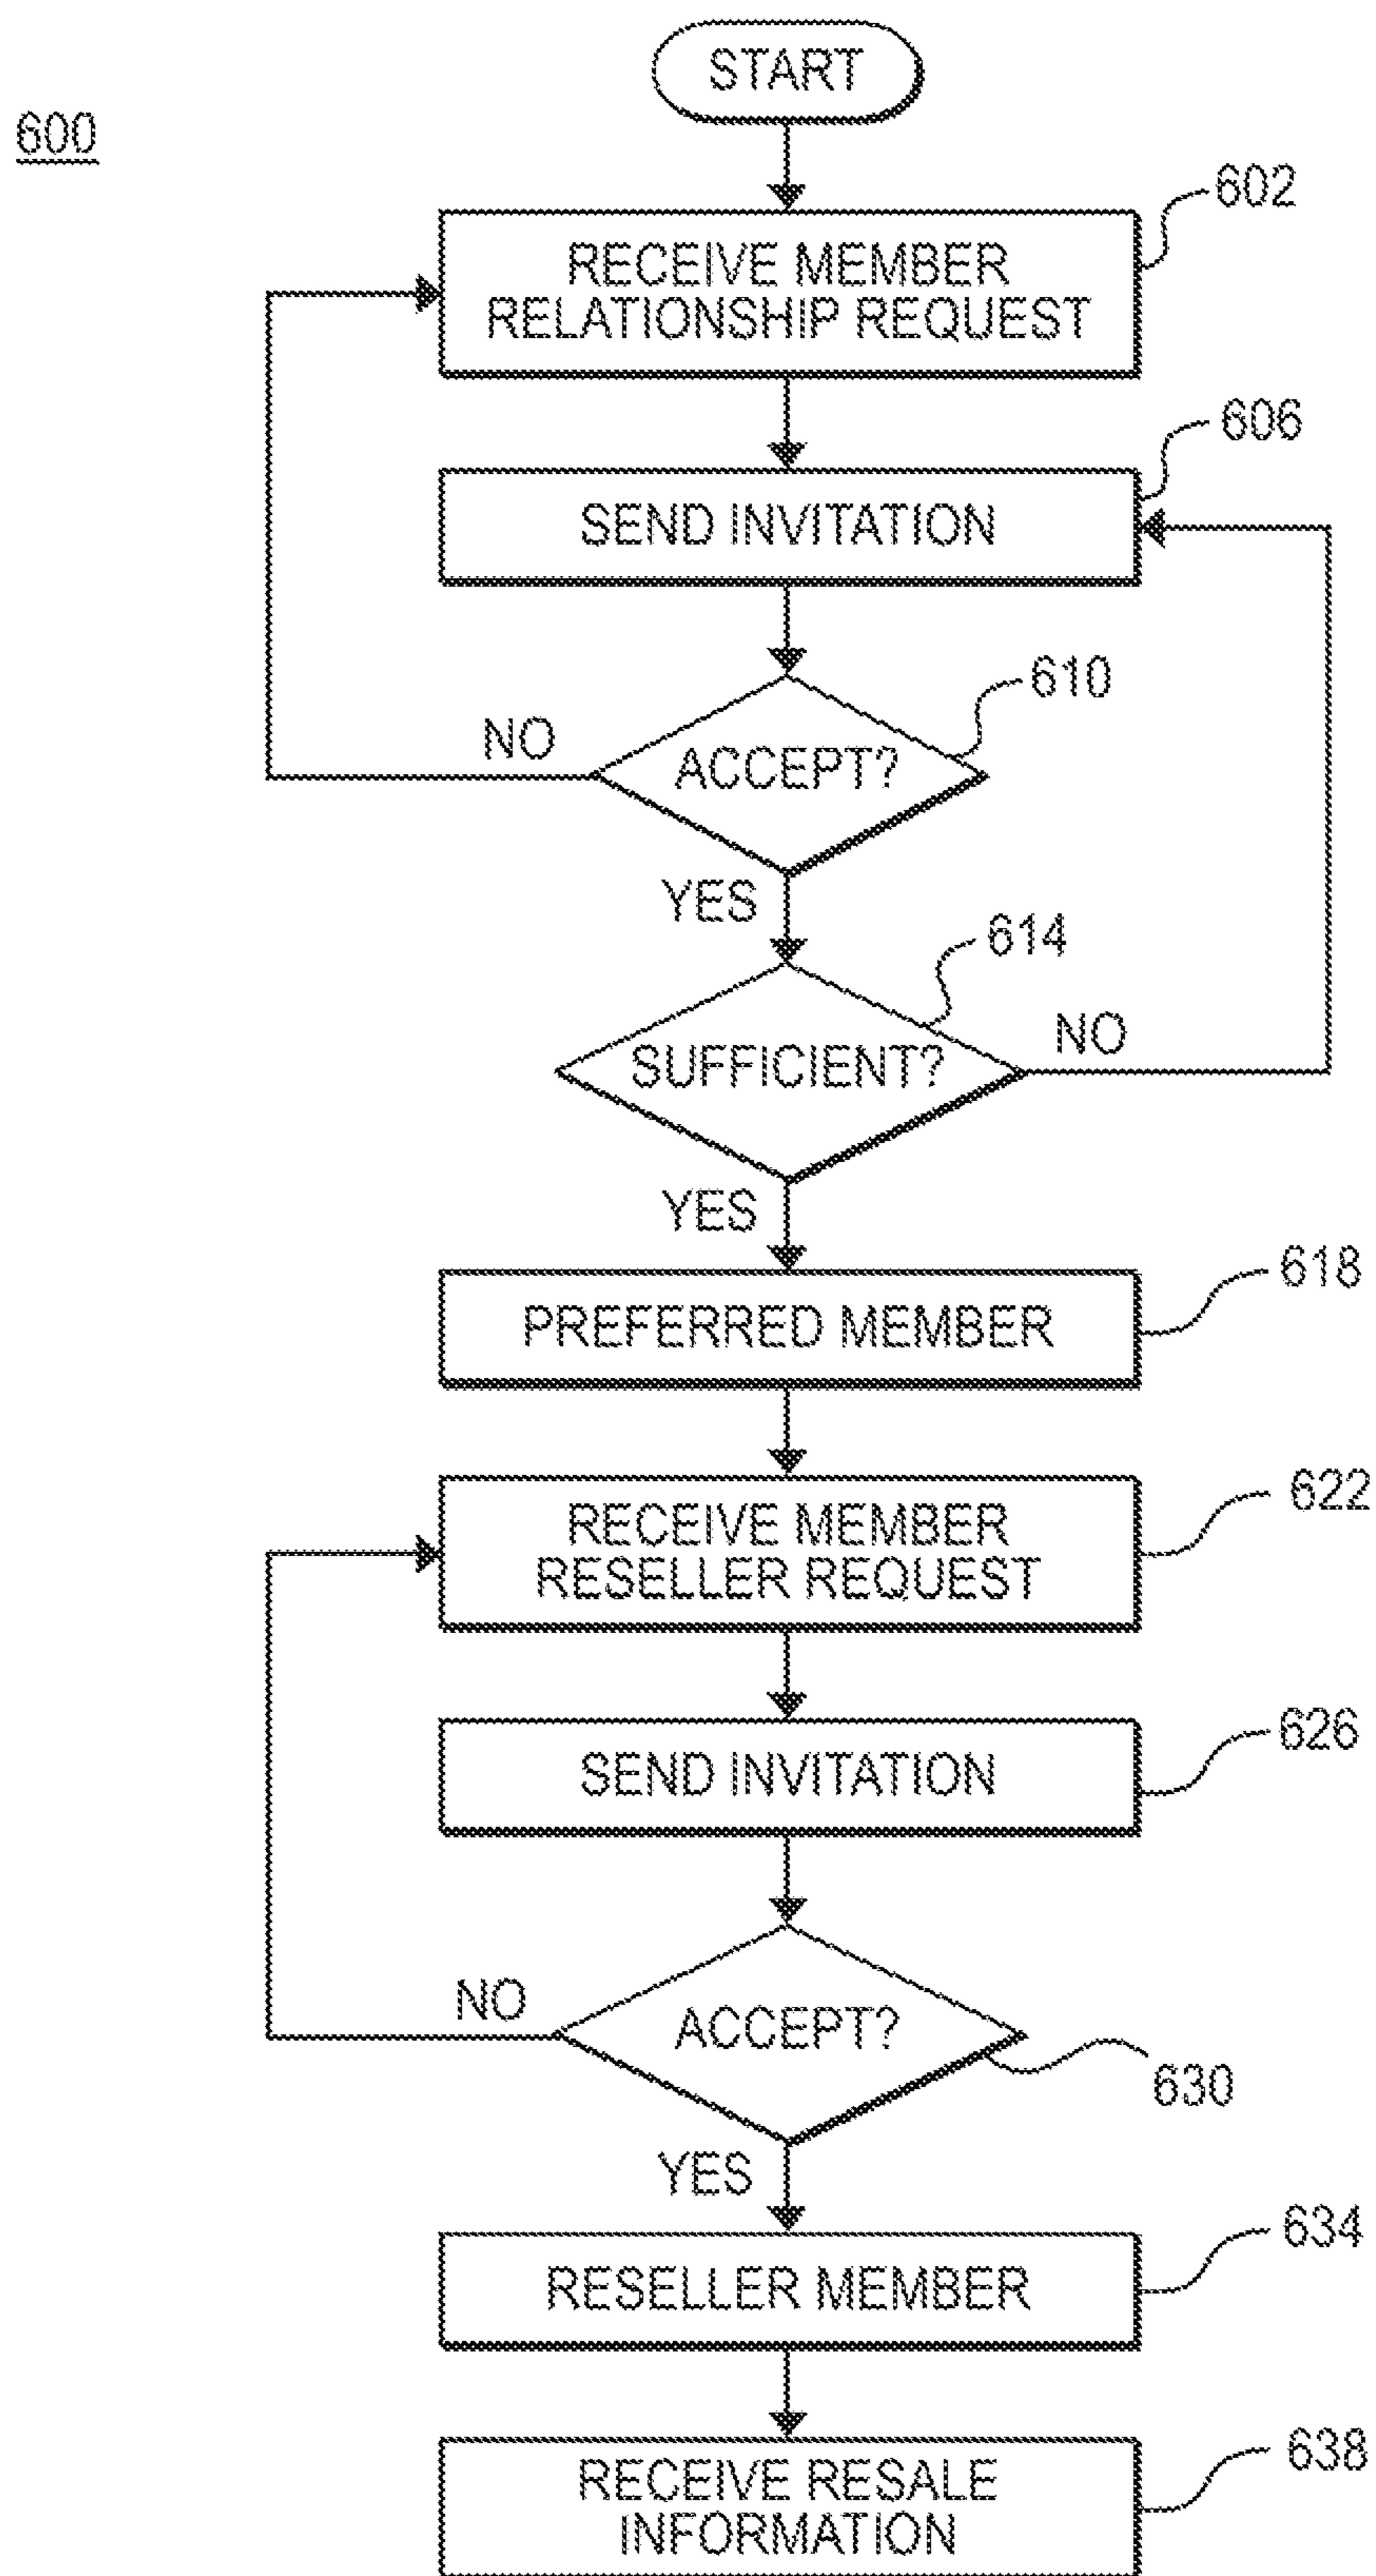 START
600
602
RECEIVE MEMBER
RELATIONSHIP REQUEST
606
SEND INVITATION
610
NO
ACCEPT?
YES
614
SUFFICIENT?
NO
YES
618
PREFERRED MEMBER
622
RECEIVE MEMBER
RESELLER REQUEST
626
SEND INVITATION
NO
ACCEPT?
630
YES
634
RESELLER MEMBER
638
RECEIVE RESALE
INFORMATION